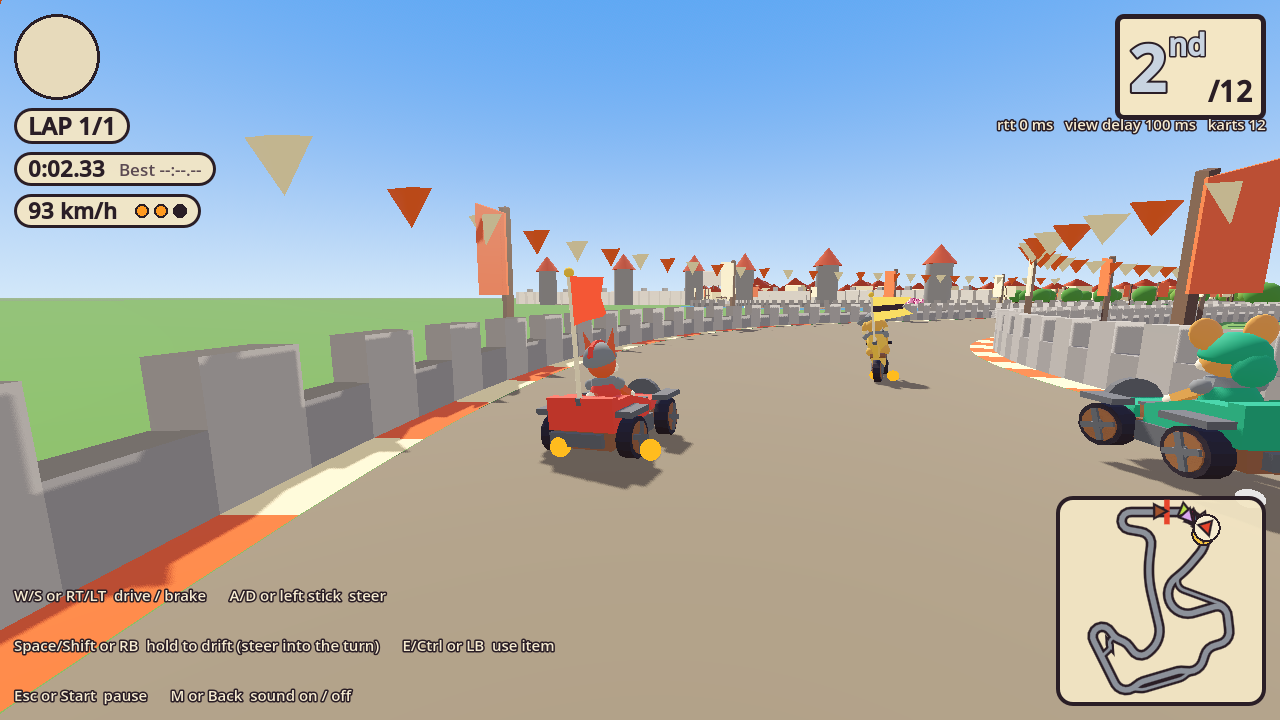 LAP 1/1
0:02.33 Best --:--.--
93 km/h
2nd
/12
rtt 0 ms view delay 100 ms karts 12
W/S or RT/LT drive / brake A/D or left stick steer
Space/Shift or RB hold to drift (steer into the turn) E/Ctrl or LB use item
Esc or Start pause M or Back sound on / off